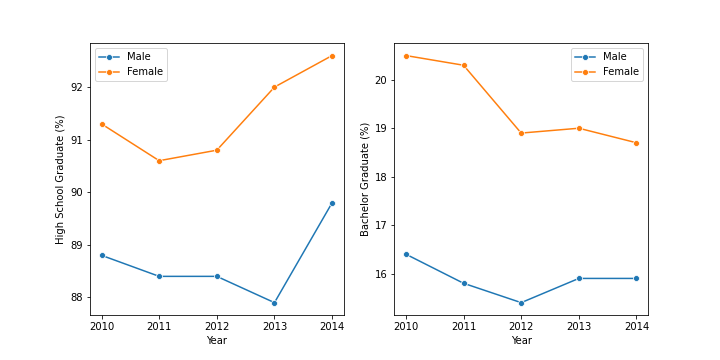 High School Graduate (%)
92
91
90
89
88
Male
Female
2010 2011 2012 2013 2014
Year
Bachelor Graduate (%)
20
19
18
17
16
Male
Female
2010 2011 2012 2013 2014
Year